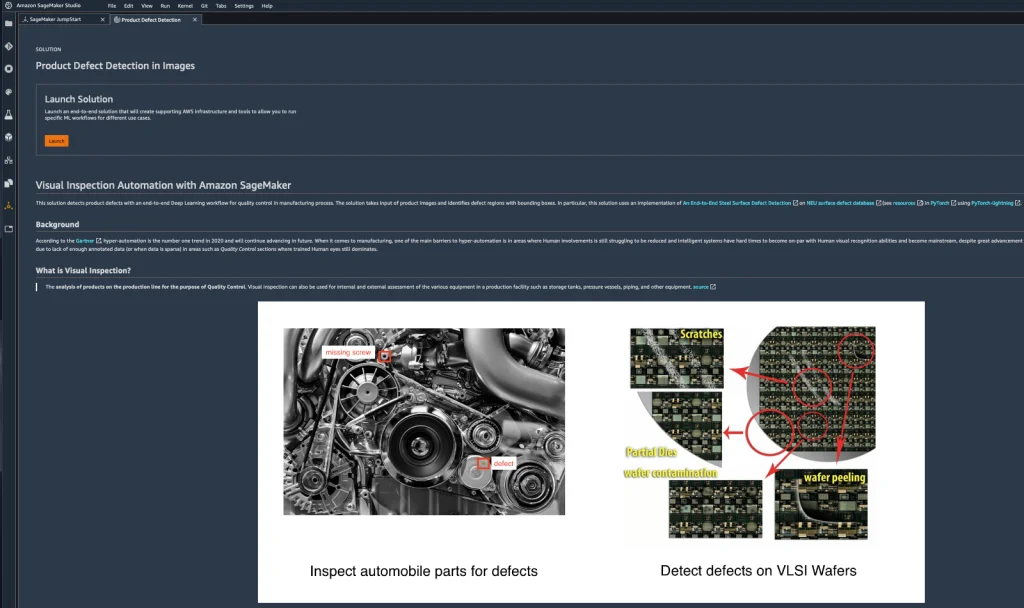 Amazon SageMaker Studio File Edit View Run Kernel Git Tabs Settings Help
SageMaker JumpStart Product Defect Detection
SOLUTION
Product Defect Detection in Images
Launch Solution
Launch an end-to-end solution that will create supporting AWS infrastructure and tools to allow you to run
specific ML workflows for different use cases.
Launch
Visual Inspection Automation with Amazon SageMaker
This solution detects product defects with an end-to-end Deep Learning workflow for quality control in manufacturing process. The solution takes input of product images and identifies defect regions with bounding boxes. In particular, this solution uses an implementation of An End-to-End Steel Surface Defect Detection on NEU surface defect database (see resources) in PyTorch using PyTorch-lightning.
Background
According to the Gartner, hyper-automation is the number one trend in 2020 and will continue advancing in future. When it comes to manufacturing, one of the main barriers to hyper-automation is in areas where Human involvements is still struggling to be reduced and intelligent systems have hard times to become on-par with Human visual recognition abilities and become mainstream, despite great advancement
due to lack of enough annotated data (or when data is sparse) in areas such as Quality Control sections where trained Human eyes still dominates.
What is Visual Inspection?
The analysis of products on the production line for the purpose of Quality Control. Visual inspection can also be used for internal and external assessment of the various equipment in a production facility such as storage tanks, pressure vessels, piping, and other equipment. source
missing screw
defect
Scratches
Partial Dies
wafer contamination
wafer peeling
Inspect automobile parts for defects
Detect defects on VLSI Wafers